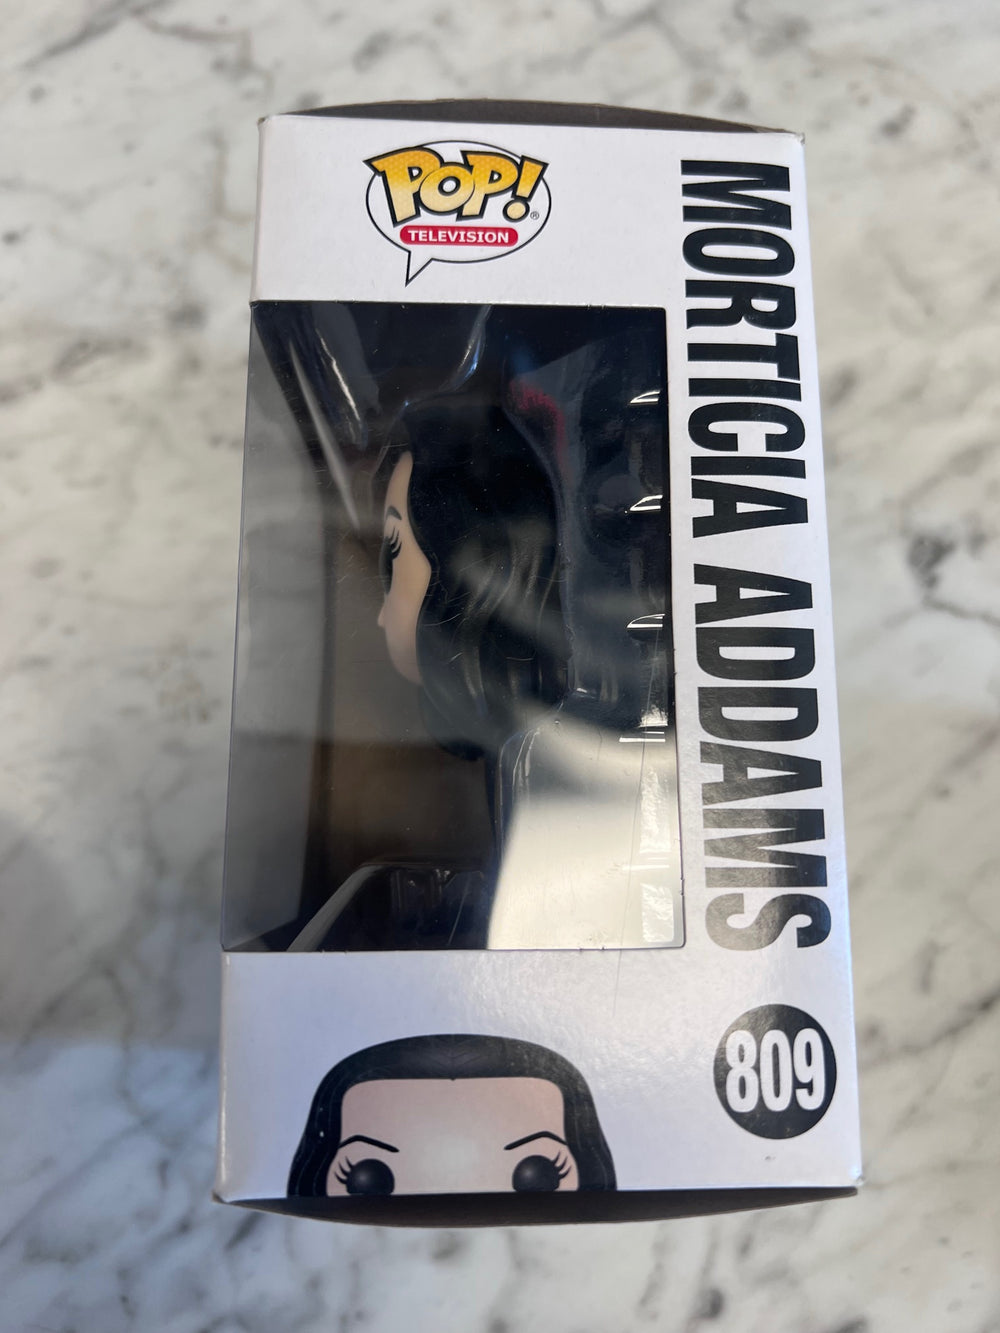 POP!®
TELEVISION
MORTICIA ADDAMS
809